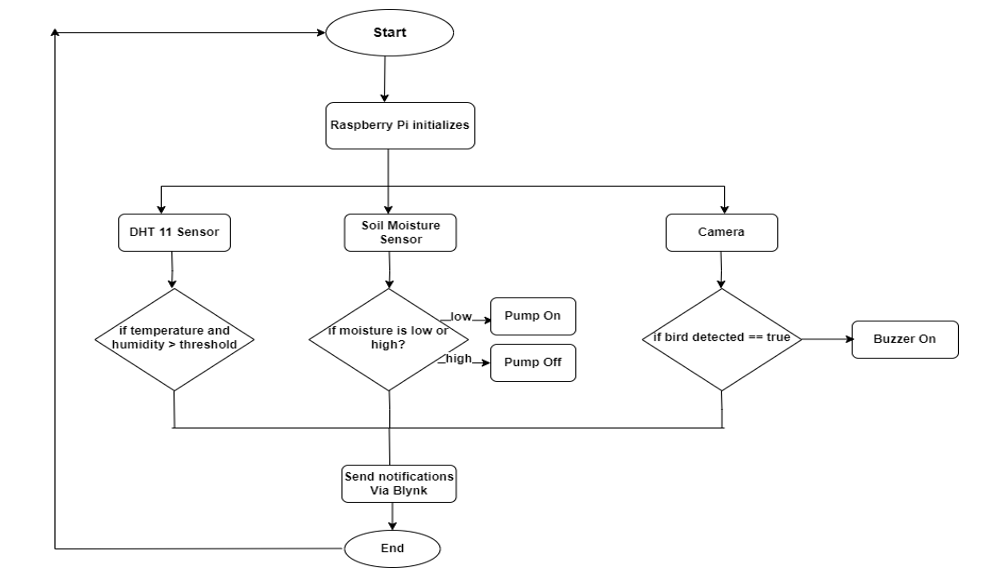 Start
Raspberry Pi initializes
DHT 11 Sensor
Soil Moisture
Sensor
Camera
if temperature and
humidity > threshold
if moisture is low or
high?
low
Pump On
high
Pump Off
if bird detected == true
Buzzer On
Send notifications
Via Blynk
End